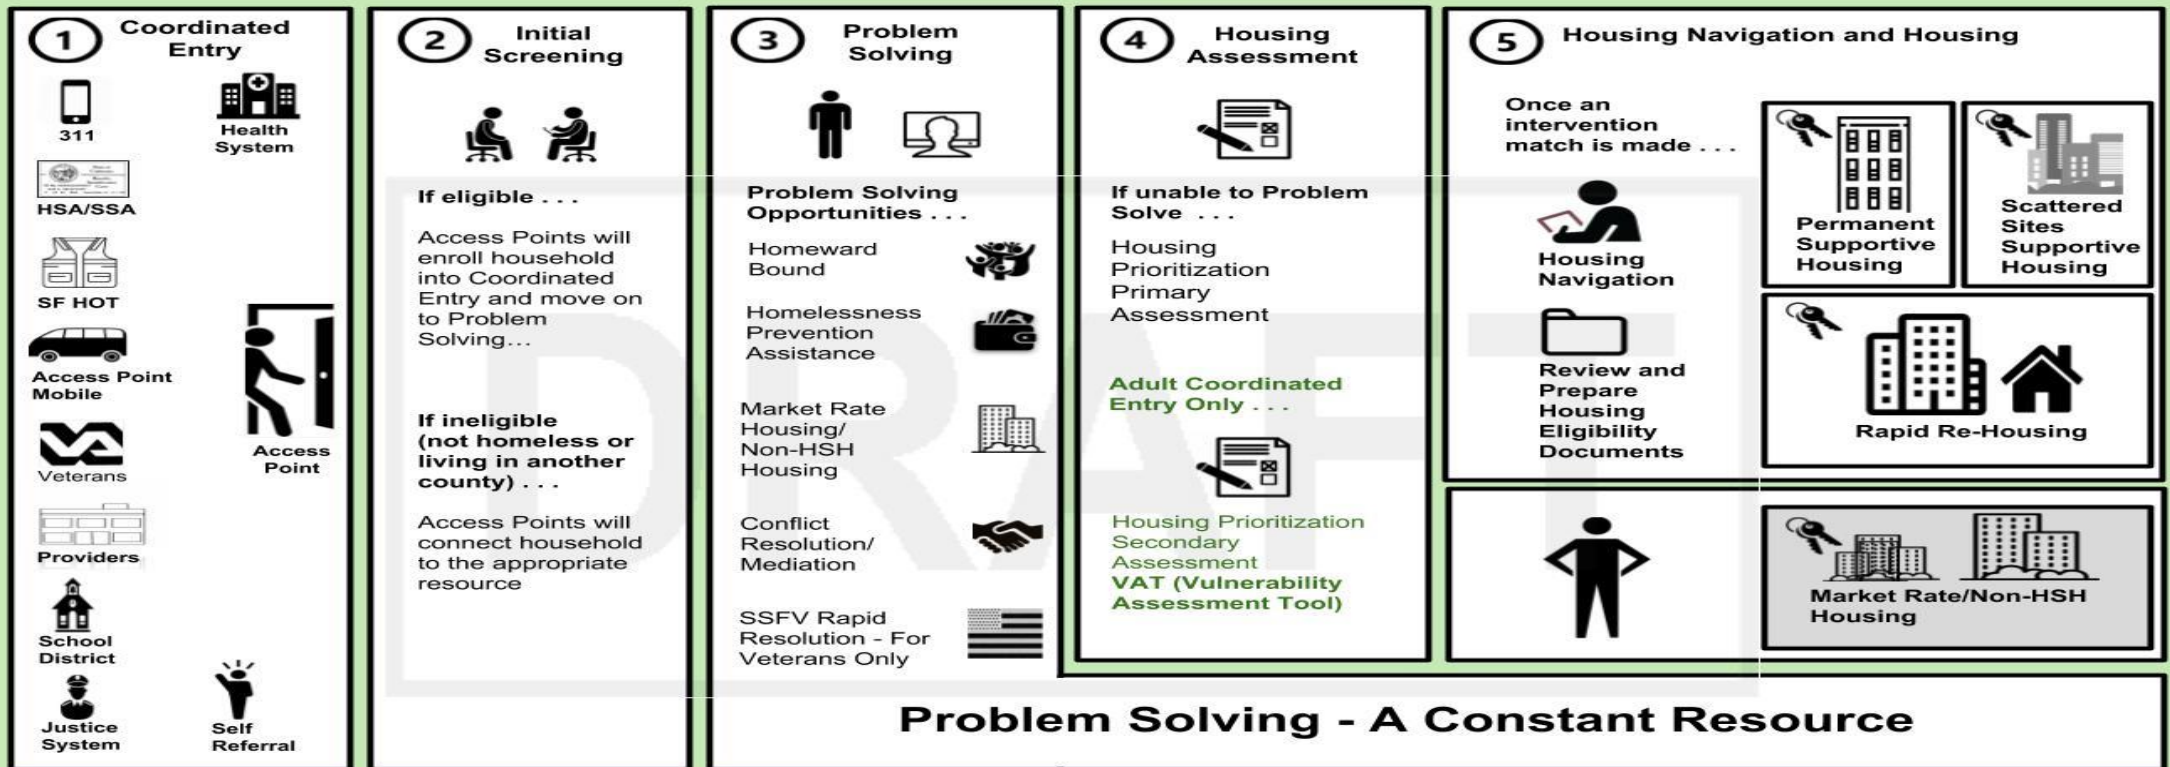 1
Coordinated
Entry
311
Health
System
HSA/SSA
SF HOT
Access Point
Mobile
Access
Point
Veterans
Providers
School
District
Justice
System
Self
Referral
2
Initial
Screening
If eligible . . .
Access Points will
enroll household
into Coordinated
Entry and move on
to Problem
Solving...
If ineligible
(not homeless or
living in another
county) . . .
Access Points will
connect household
to the appropriate
resource
3
Problem
Solving
Problem Solving
Opportunities . . .
Homeward
Bound
Homelessness
Prevention
Assistance
Market Rate
Housing/
Non-HSH
Housing
Conflict
Resolution/
Mediation
SSFV Rapid
Resolution - For
Veterans Only
4
Housing
Assessment
If unable to Problem
Solve . . .
Housing
Prioritization
Primary
Assessment
Adult Coordinated
Entry Only . . .
Housing Prioritization
Secondary
Assessment
VAT (Vulnerability
Assessment Tool)
5
Housing Navigation and Housing
Once an
intervention
match is made . . .
Housing
Navigation
Review and
Prepare
Housing
Eligibility
Documents
Permanent
Supportive
Housing
Scattered
Sites
Supportive
Housing
Rapid Re-Housing
Market Rate/Non-HSH
Housing
Problem Solving - A Constant Resource
DRAFT